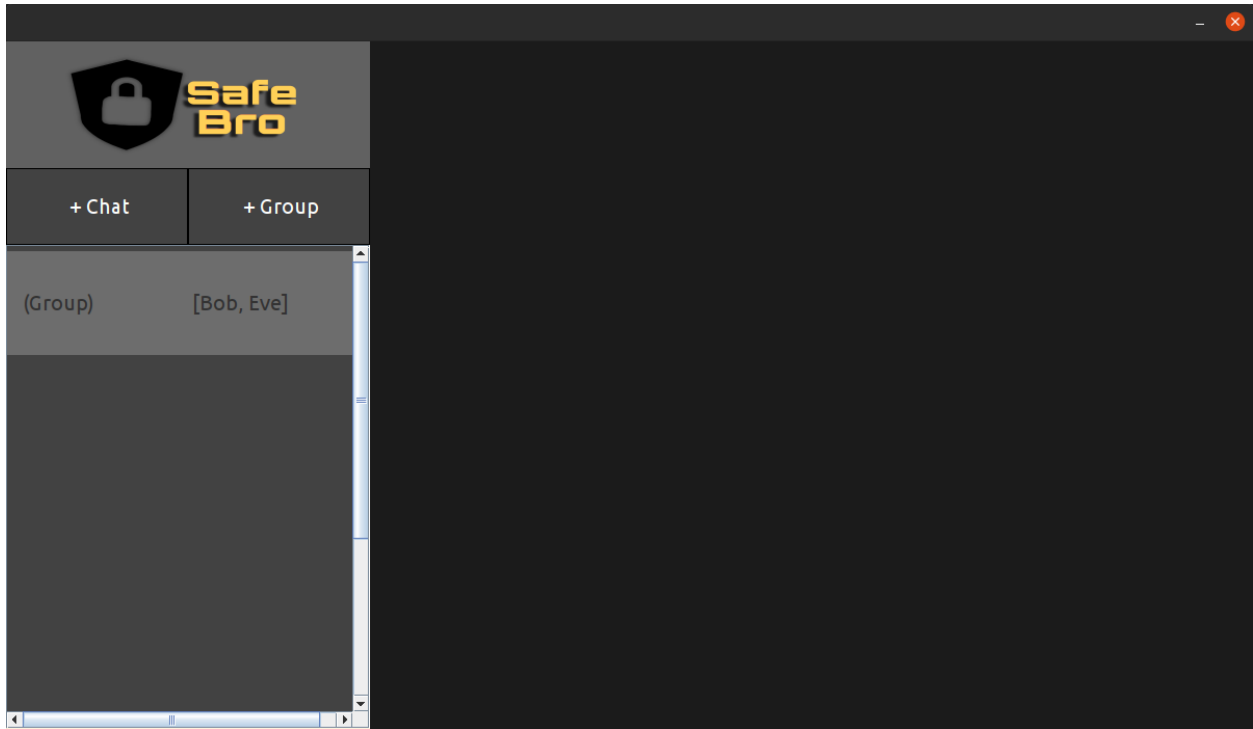 Safe
Bro
+ Chat + Group
(Group) [Bob, Eve]